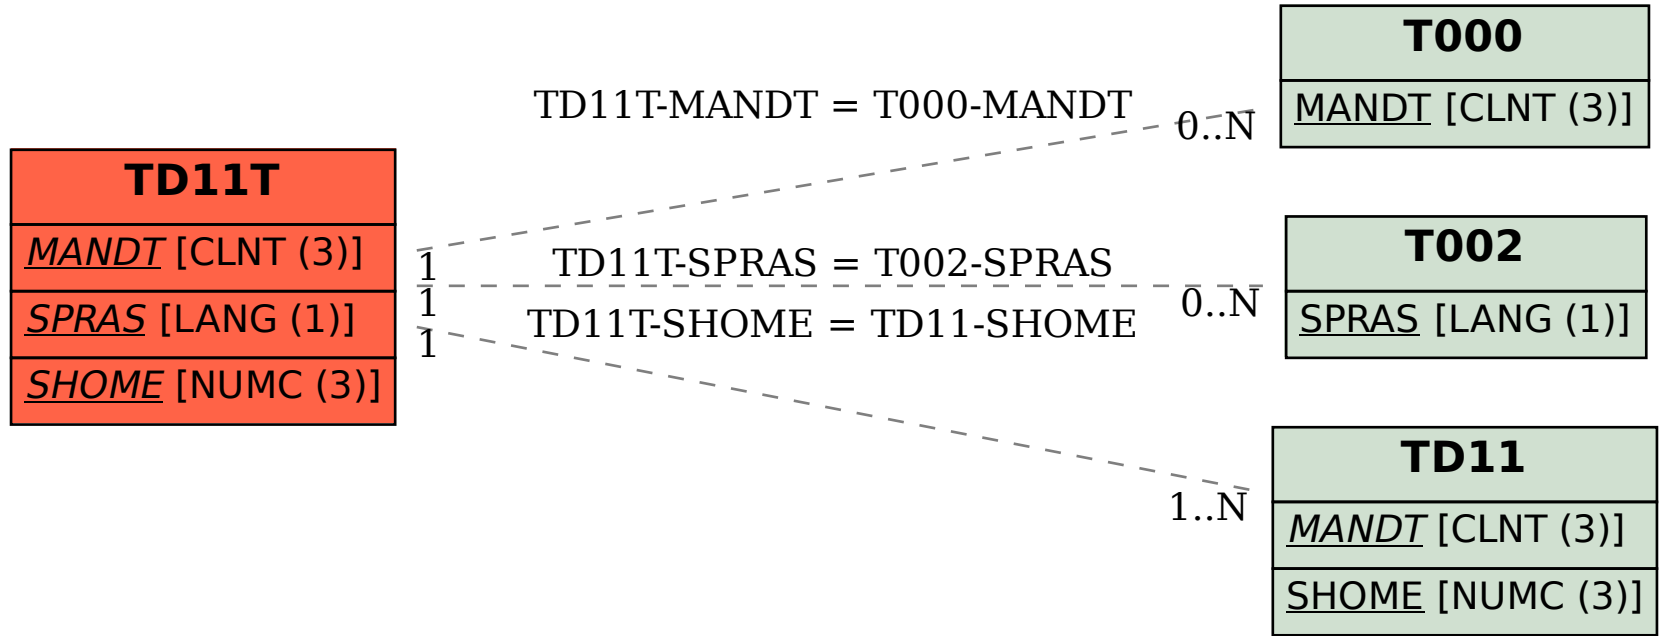 TD11T
MANDT [CLNT (3)]
SPRAS [LANG (1)]
SHOME [NUMC (3)]
TD11T-MANDT = T000-MANDT
1
0..N
TD11T-SPRAS = T002-SPRAS
1
0..N
TD11T-SHOME = TD11-SHOME
1
1..N
T000
MANDT [CLNT (3)]
T002
SPRAS [LANG (1)]
TD11
MANDT [CLNT (3)]
SHOME [NUMC (3)]